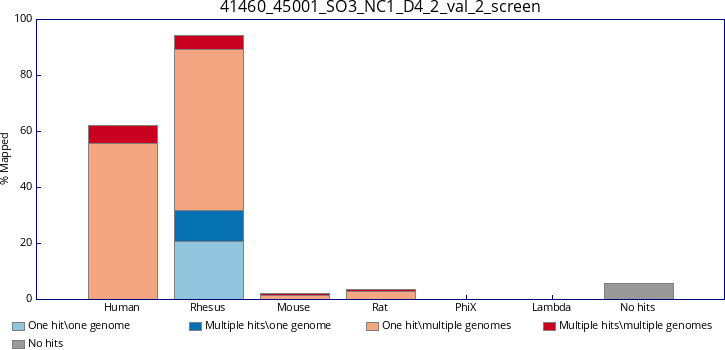 41460_45001_SO3_NC1_D4_2_val_2_screen
100
80
60
40
20
0
% Mapped
Human Rhesus Mouse Rat PhiX Lambda No hits
One hit\one genome Multiple hits\one genome One hit\multiple genomes Multiple hits\multiple genomes
No hits